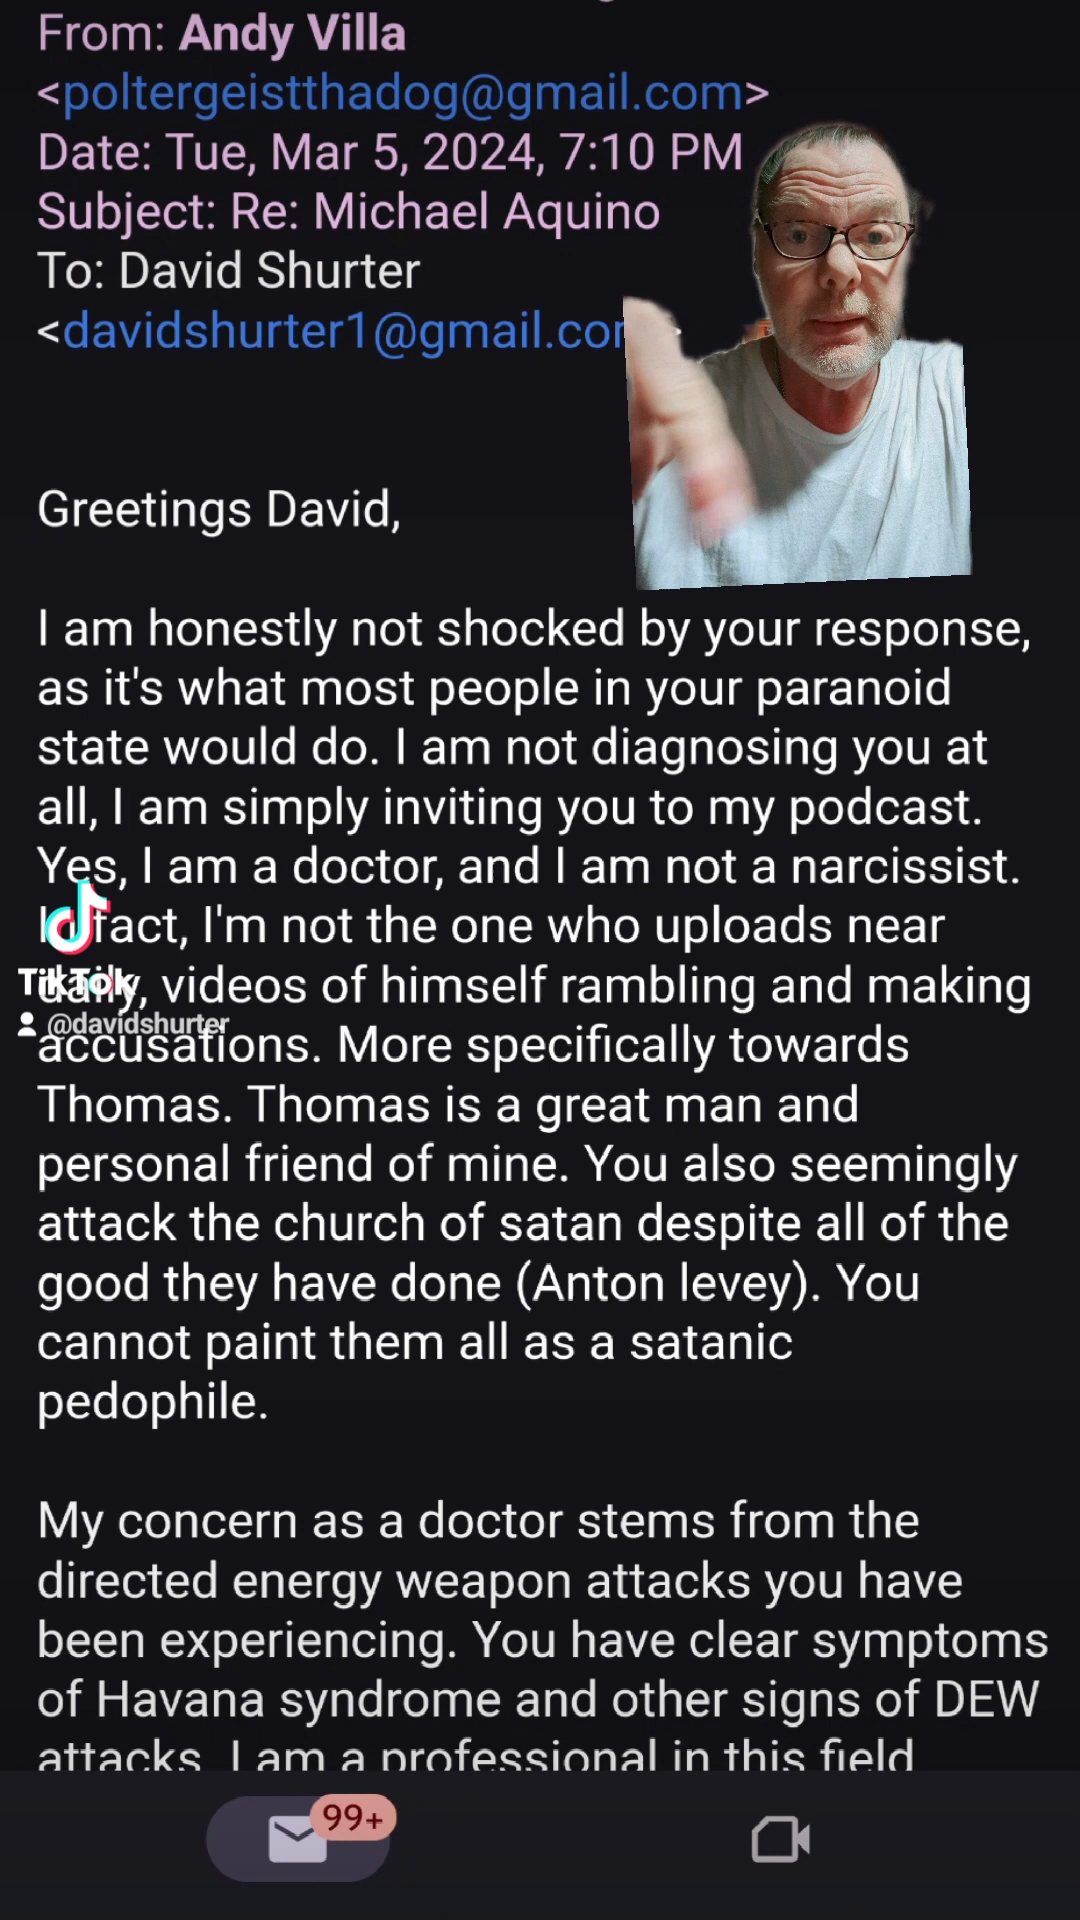 From: Andy Villa
<poltergeistthadog@gmail.com>
Date: Tue, Mar 5, 2024, 7:10 PM
Subject: Re: Michael Aquino
To: David Shurter
<davidshurter1@gmail.com>
Greetings David,
I am honestly not shocked by your response,
as it's what most people in your paranoid
state would do. I am not diagnosing you at
all, I am simply inviting you to my podcast.
Yes, I am a doctor, and I am not a narcissist.
In fact, I'm not the one who uploads near
TikTok
daily, videos of himself rambling and making
@davidshurter
accusations. More specifically towards
Thomas. Thomas is a great man and
personal friend of mine. You also seemingly
attack the church of satan despite all of the
good they have done (Anton levey). You
cannot paint them all as a satanic
pedophile.
My concern as a doctor stems from the
directed energy weapon attacks you have
been experiencing. You have clear symptoms
of Havana syndrome and other signs of DEW
attacks. I am a professional in this field
99+